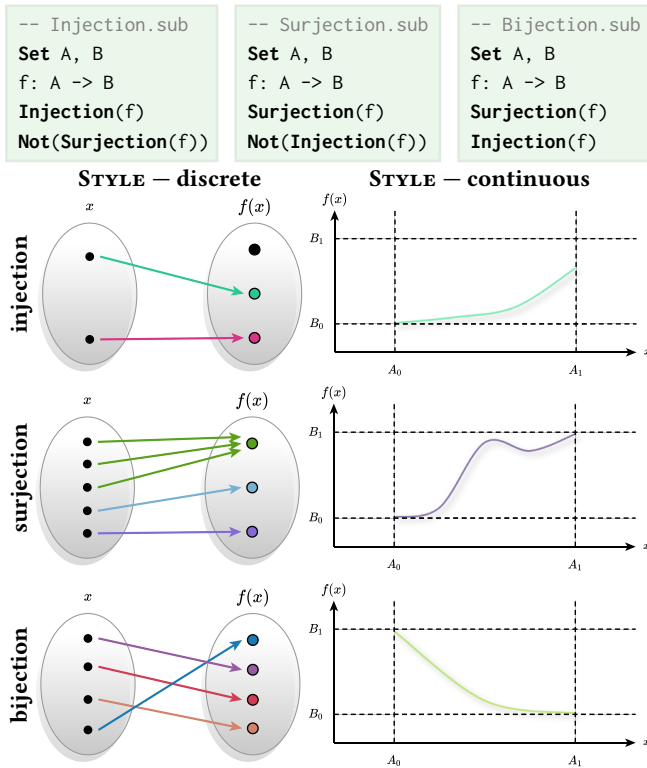 -- Injection.sub
Set A, B
f: A -> B
Injection(f)
Not(Surjection(f))
-- Surjection.sub
Set A, B
f: A -> B
Surjection(f)
Not(Injection(f))
-- Bijection.sub
Set A, B
f: A -> B
Surjection(f)
Injection(f)
STYLE — discrete
STYLE — continuous
injection
x
f(x)
f(x)
B₁
B₀
A₀
A₁
x
surjection
x
f(x)
f(x)
B₁
B₀
A₀
A₁
x
bijection
x
f(x)
f(x)
B₁
B₀
A₀
A₁
x